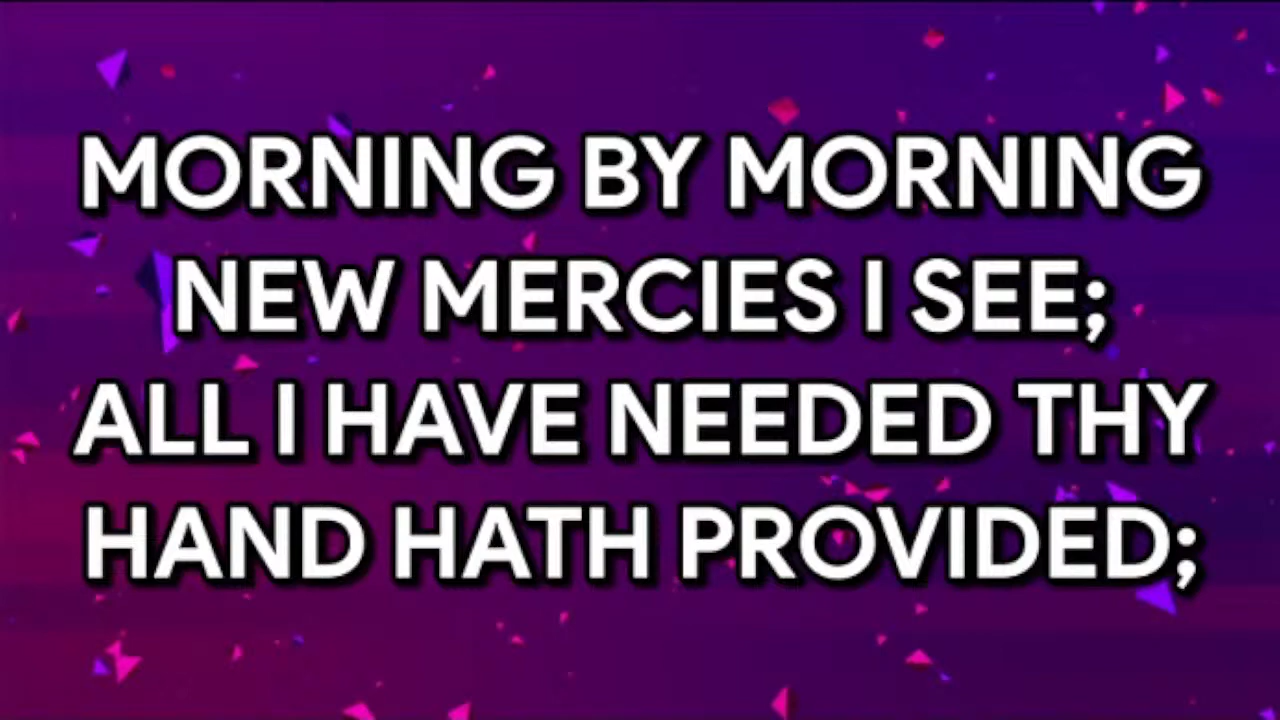 MORNING BY MORNING
NEW MERCIES I SEE;
ALL I HAVE NEEDED THY
HAND HATH PROVIDED;